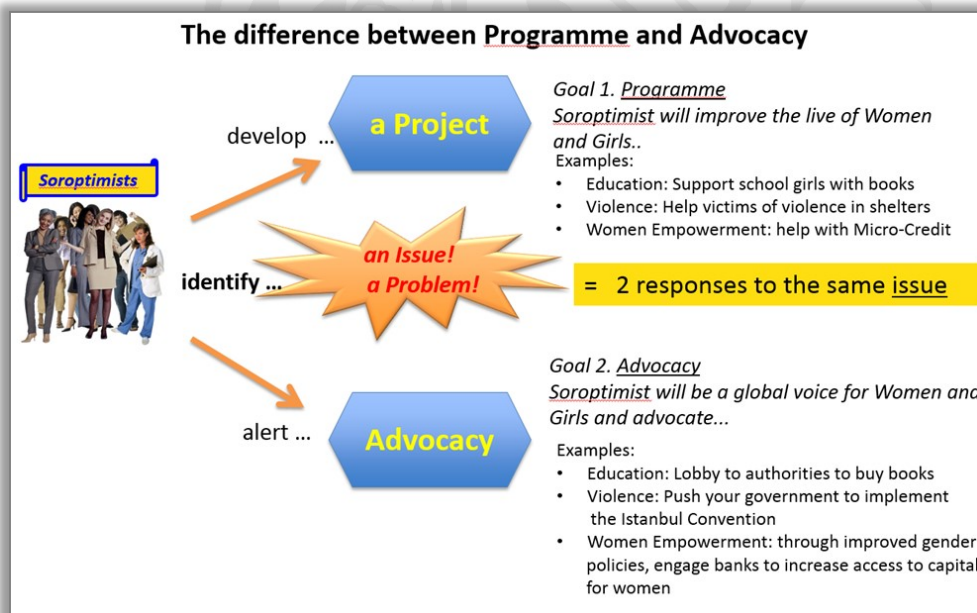 The difference between Programme and Advocacy
develop ...
a Project
Goal 1. Programme
Soroptimist will improve the live of Women
and Girls..
Examples:
• Education: Support school girls with books
• Violence: Help victims of violence in shelters
• Women Empowerment: help with Micro-Credit
Soroptimists
identify ...
an Issue!
a Problem!
= 2 responses to the same issue
alert ...
Advocacy
Goal 2. Advocacy
Soroptimist will be a global voice for Women and
Girls and advocate...
Examples:
• Education: Lobby to authorities to buy books
• Violence: Push your government to implement
the Istanbul Convention
• Women Empowerment: through improved gender
policies, engage banks to increase access to capital
for women